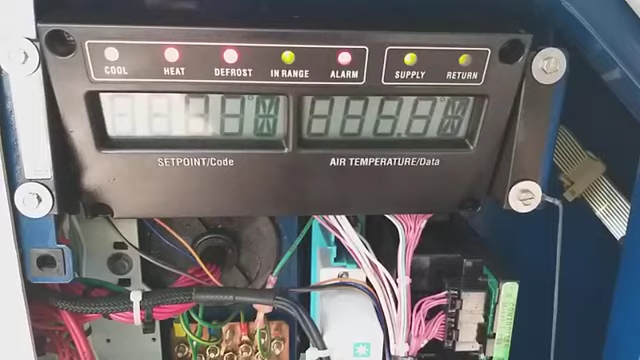 COOL HEAT DEFROST IN RANGE ALARM SUPPLY RETURN
SETPOINT/Code AIR TEMPERATURE/Data